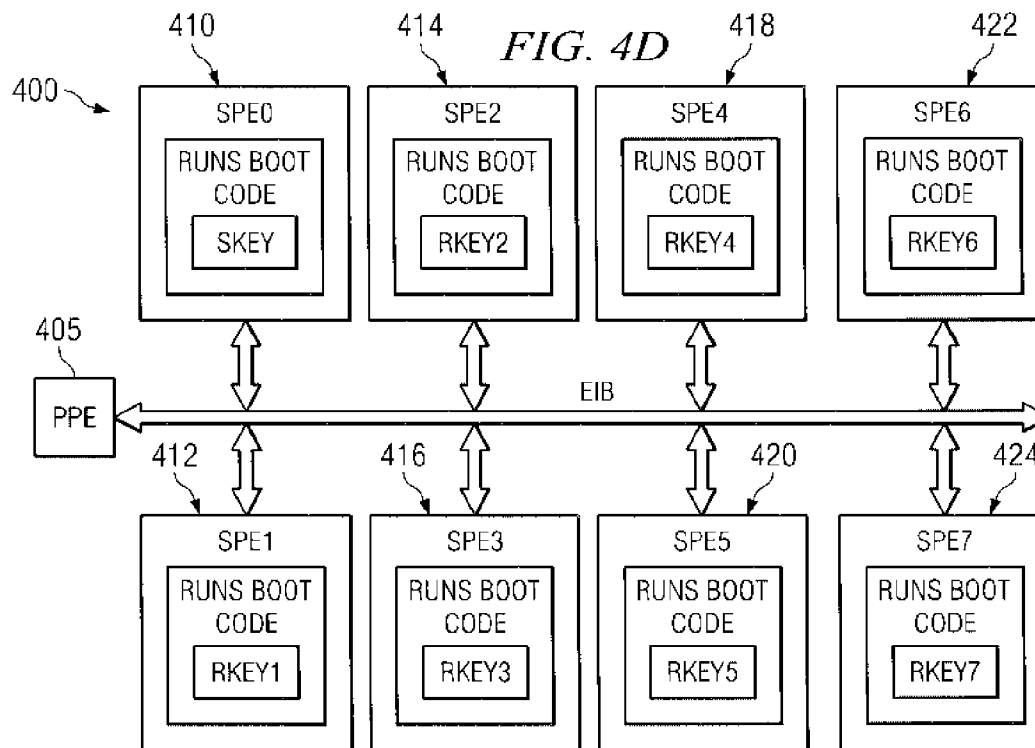 410
414
FIG. 4D
418
422
400
SPE0
SPE2
SPE4
SPE6
RUNS BOOT
CODE
SKEY
RUNS BOOT
CODE
RKEY2
RUNS BOOT
CODE
RKEY4
RUNS BOOT
CODE
RKEY6
405
PPE
EIB
412
416
420
424
SPE1
SPE3
SPE5
SPE7
RUNS BOOT
CODE
RKEY1
RUNS BOOT
CODE
RKEY3
RUNS BOOT
CODE
RKEY5
RUNS BOOT
CODE
RKEY7